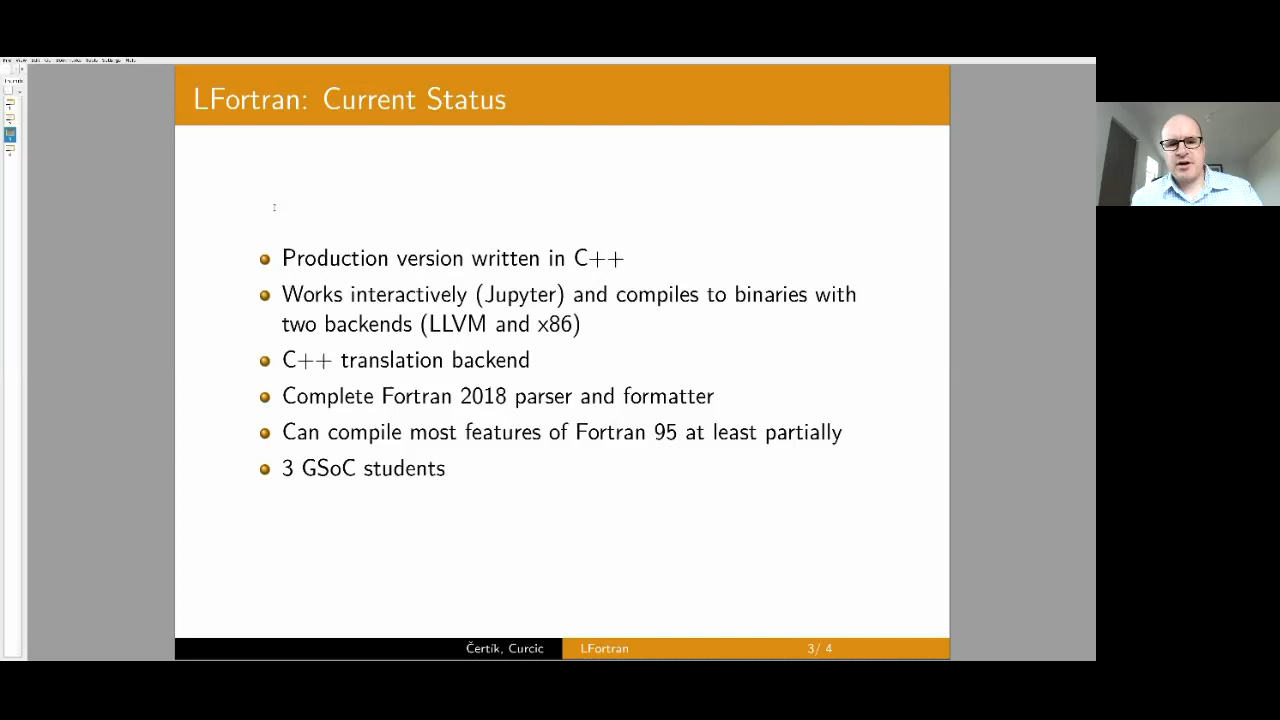 LFortran: Current Status
Production version written in C++
Works interactively (Jupyter) and compiles to binaries with
two backends (LLVM and x86)
C++ translation backend
Complete Fortran 2018 parser and formatter
Can compile most features of Fortran 95 at least partially
3 GSoC students
Čertík, Curcic
LFortran
3/ 4